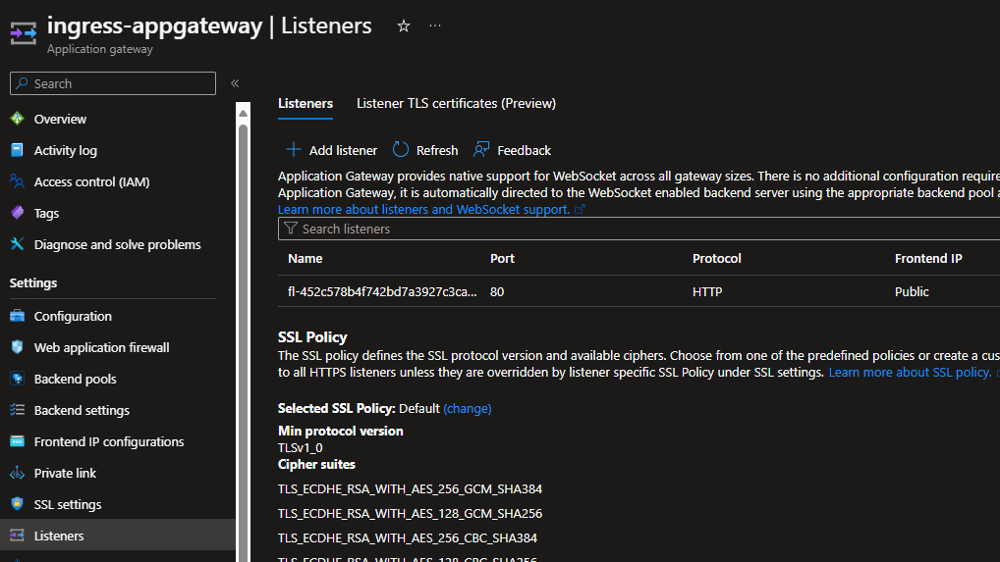 ingress-appgateway | Listeners ☆ ...
Application gateway
Search «
Overview
Activity log
Access control (IAM)
Tags
Diagnose and solve problems
Settings
Configuration
Web application firewall
Backend pools
Backend settings
Frontend IP configurations
Private link
SSL settings
Listeners
Listeners Listener TLS certificates (Preview)
+ Add listener Refresh Feedback
Application Gateway provides native support for WebSocket across all gateway sizes. There is no additional configuration require
Application Gateway, it is automatically directed to the WebSocket enabled backend server using the appropriate backend pool a
Learn more about listeners and WebSocket support.
Search listeners
Name Port Protocol Frontend IP
fl-452c578b4f742bd7a3927c3ca... 80 HTTP Public
SSL Policy
The SSL policy defines the SSL protocol version and available ciphers. Choose from one of the predefined policies or create a cus
to all HTTPS listeners unless they are overridden by listener specific SSL Policy under SSL settings. Learn more about SSL policy.
Selected SSL Policy: Default (change)
Min protocol version
TLSv1_0
Cipher suites
TLS_ECDHE_RSA_WITH_AES_256_GCM_SHA384
TLS_ECDHE_RSA_WITH_AES_128_GCM_SHA256
TLS_ECDHE_RSA_WITH_AES_256_CBC_SHA384
TLS_ECDHE_RSA_WITH_AES_128_CBC_SHA256